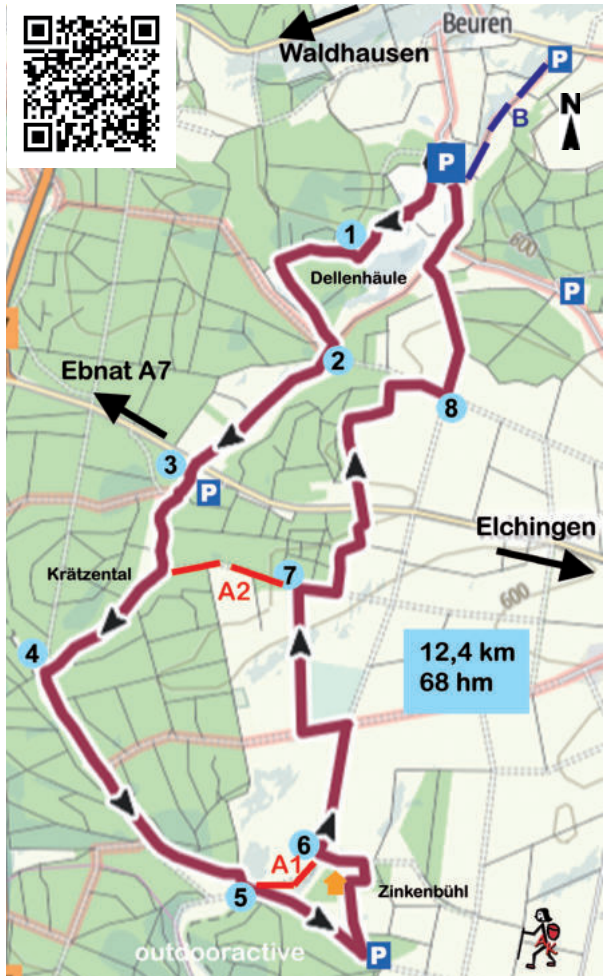 Beuren
Waldhausen
P
N
B
P
1
Dellenhäule
600
P
2
Ebnat A7
8
3
P
Elchingen
Krätzental
A2
7
600
4
12,4 km
68 hm
6
A1
5
Zinkenbühl
outdooractive
P